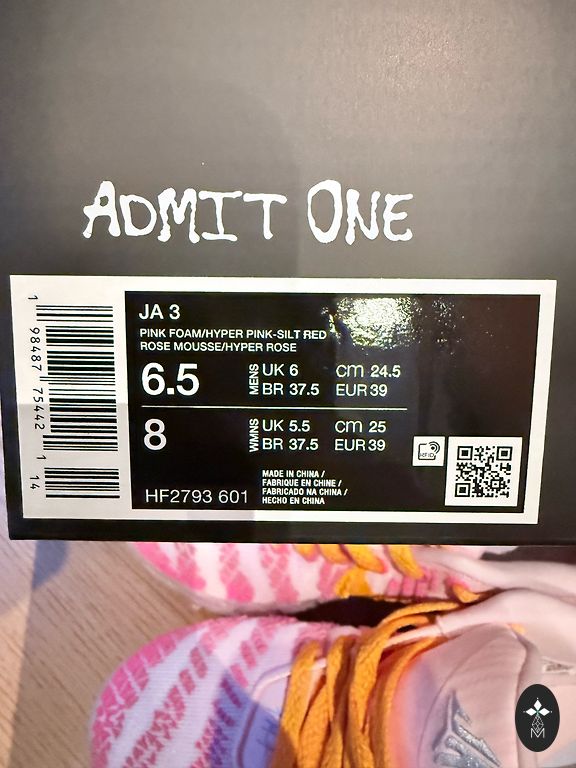 ADMIT ONE
JA 3
PINK FOAM/HYPER PINK-SILT RED
ROSE MOUSSE/HYPER ROSE
6.5
MENS
UK 6
cm 24.5
BR 37.5
EUR 39
8
WMNS
UK 5.5
cm 25
BR 37.5
EUR 39
HF2793 601
MADE IN CHINA /
FABRIQUE EN CHINE /
FABRICADO NA CHINA /
HECHO EN CHINA
RFID
1 98487 75442 1 14
M